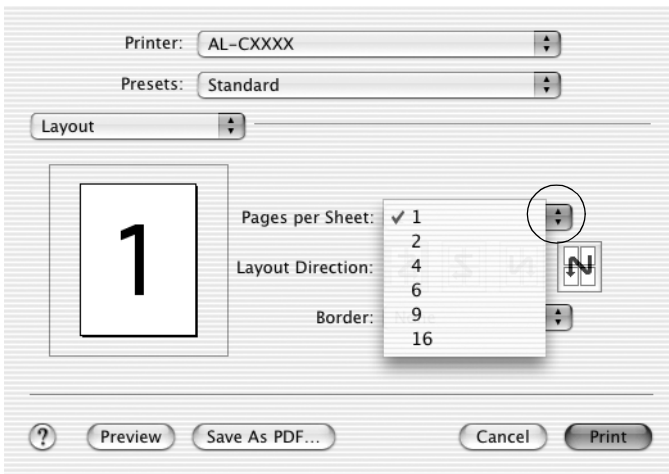 Printer: AL-CXXXX
Presets: Standard
Layout
1
Pages per Sheet: ✓ 1
2
Layout Direction: 4
6
Border: 9
16
? Preview Save As PDF... Cancel Print